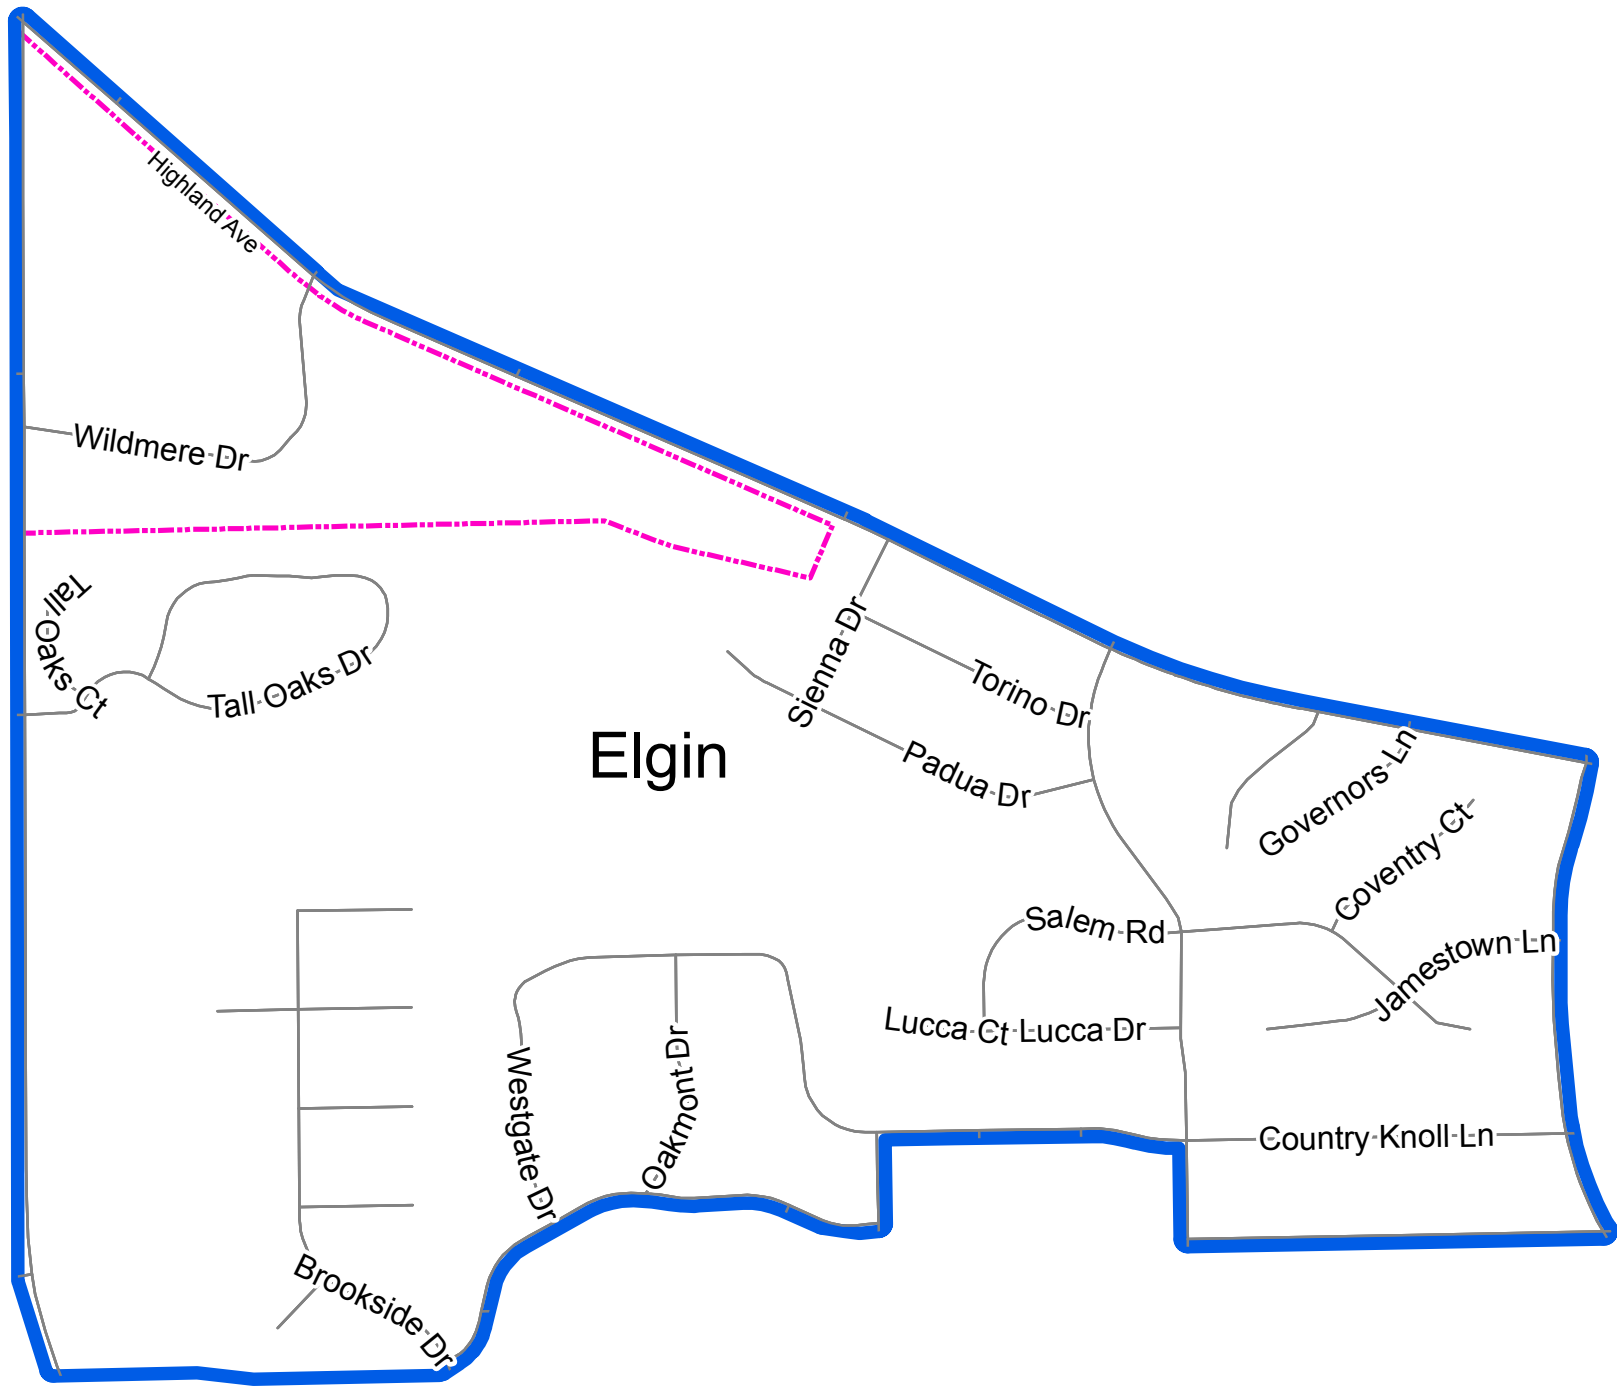 Highland Ave
Wildmere Dr
Tall Oaks Ct
Tall Oaks Dr
Sienna Dr
Torino Dr
Padua Dr
Elgin
Governors Ln
Coventry Ct
Salem Rd
Jamestown Ln
Lucca Ct
Lucca Dr
Westgate Dr
Oakmont Dr
Country Knoll Ln
Brookside Dr